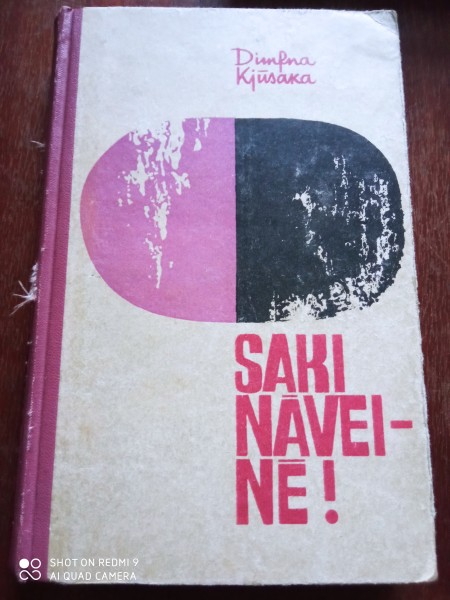 Dimfna
Kjūsaka
SAKI
NĀVEI-
NĒ!
SHOT ON REDMI 9
AI QUAD CAMERA